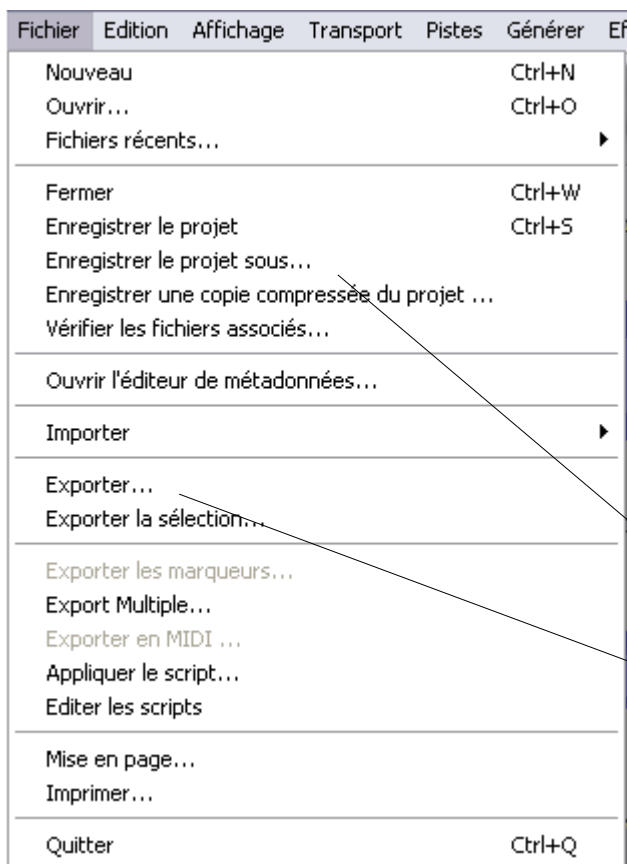 Fichier Edition Affichage Transport Pistes Générer Ef
Nouveau Ctrl+N
Ouvrir... Ctrl+O
Fichiers récents...
Fermer Ctrl+W
Enregistrer le projet Ctrl+S
Enregistrer le projet sous...
Enregistrer une copie compressée du projet ...
Vérifier les fichiers associés...
Ouvrir l'éditeur de métadonnées...
Importer
Exporter...
Exporter la sélection...
Exporter les marqueurs...
Export Multiple...
Exporter en MIDI ...
Appliquer le script...
Editer les scripts
Mise en page...
Imprimer...
Quitter Ctrl+Q